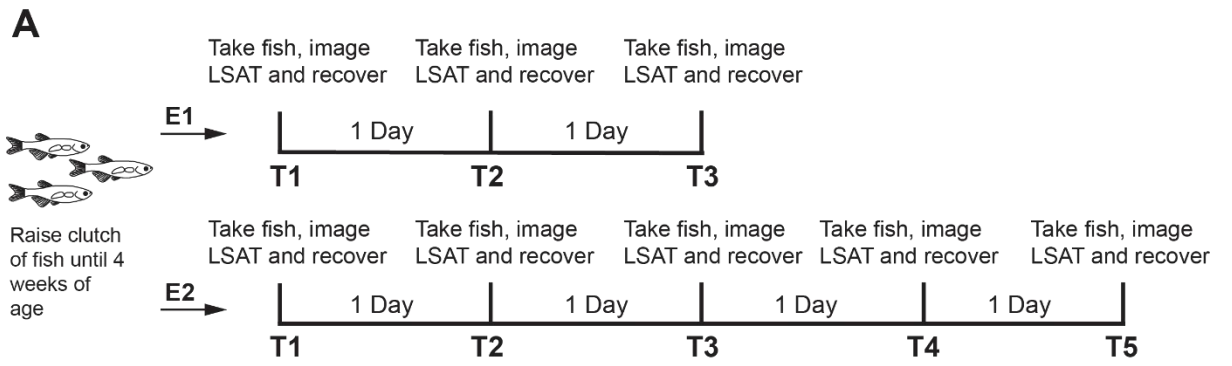 A
Take fish, image Take fish, image Take fish, image
LSAT and recover LSAT and recover LSAT and recover
E1
1 Day 1 Day
T1 T2 T3
Raise clutch
of fish until 4
weeks of
age
Take fish, image Take fish, image Take fish, image Take fish, image Take fish, image
LSAT and recover LSAT and recover LSAT and recover LSAT and recover LSAT and recover
E2
1 Day 1 Day 1 Day 1 Day
T1 T2 T3 T4 T5